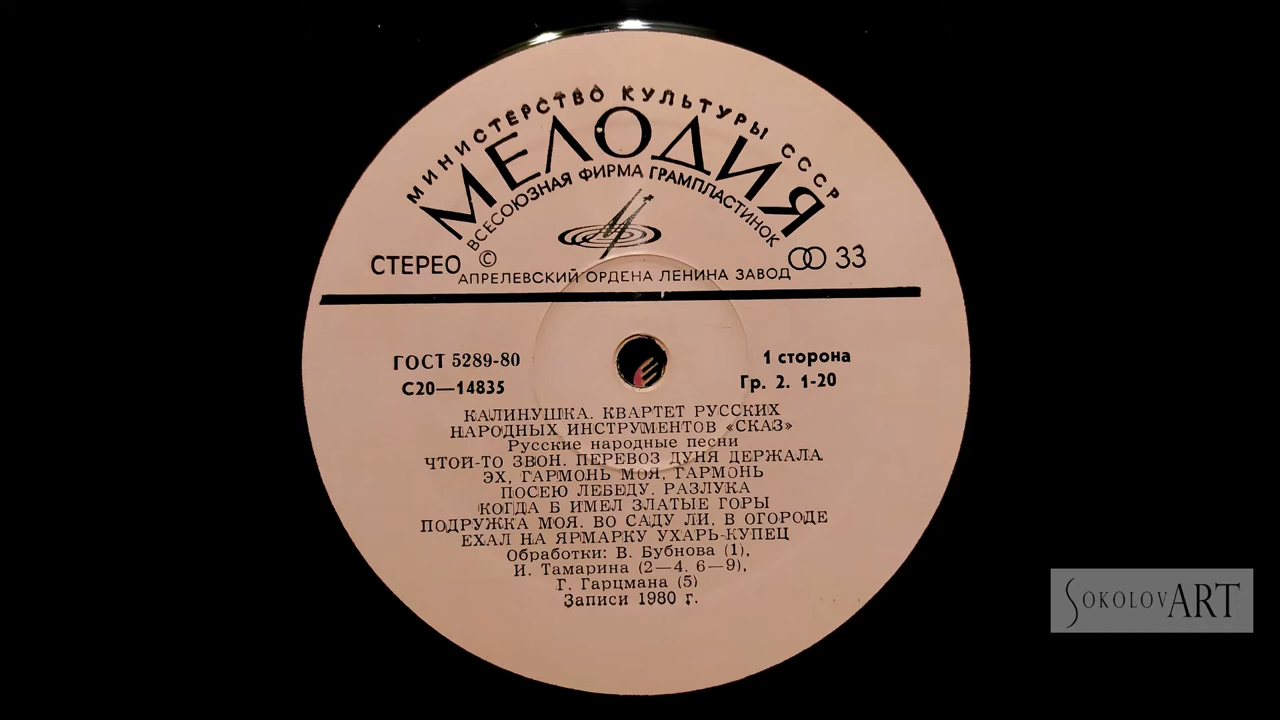 МИНИСТЕРСТВО КУЛЬТУРЫ СССР
МЕЛОДИЯ
ВСЕСОЮЗНАЯ ФИРМА ГРАМПЛАСТИНОК
СТЕРЕО © 33
АПРЕЛЕВСКИЙ ОРДЕНА ЛЕНИНА ЗАВОД
ГОСТ 5289-80 1 сторона
С20—14835 Гр. 2. 1-20
КАЛИНУШКА. КВАРТЕТ РУССКИХ
НАРОДНЫХ ИНСТРУМЕНТОВ «СКАЗ»
Русские народные песни
ЧТОЙ-ТО ЗВОН. ПЕРЕВОЗ ДУНЯ ДЕРЖАЛА
ЭХ, ГАРМОНЬ МОЯ, ГАРМОНЬ
ПОСЕЮ ЛЕБЕДУ. РАЗЛУКА
КОГДА Б ИМЕЛ ЗЛАТЫЕ ГОРЫ
ПОДРУЖКА МОЯ. ВО САДУ ЛИ, В ОГОРОДЕ
ЕХАЛ НА ЯРМАРКУ УХАРЬ-КУПЕЦ
Обработки: В. Бубнова (1),
И. Тамарина (2—4, 6—9),
Г. Гарцмана (5)
Записи 1980 г.
SOKOLOVART